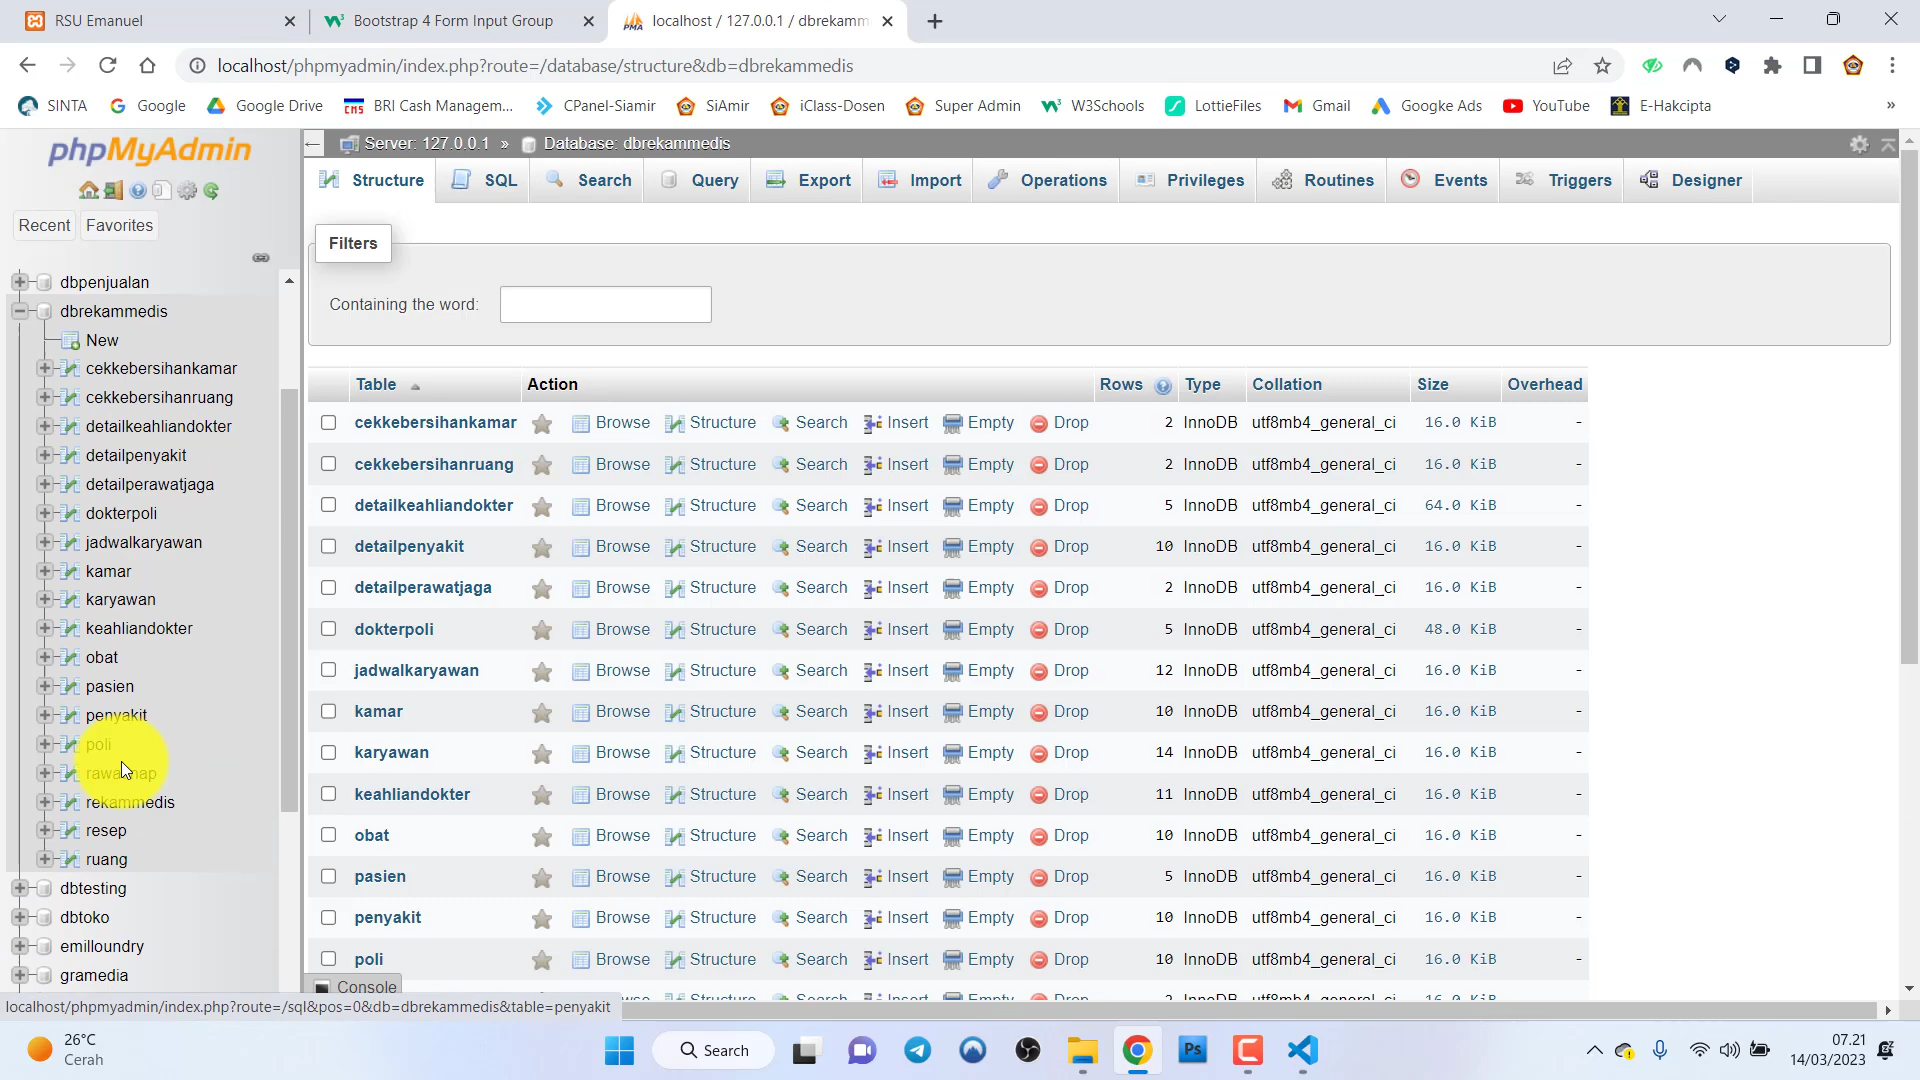 RSU Emanuel
Bootstrap 4 Form Input Group
localhost / 127.0.0.1 / dbrekamm
localhost/phpmyadmin/index.php?route=/database/structure&db=dbrekammedis
SINTA
Google
Google Drive
BRI Cash Managem...
CPanel-Siamir
SiAmir
iClass-Dosen
Super Admin
W3Schools
LottieFiles
Gmail
Googke Ads
YouTube
E-Hakcipta
»
phpMyAdmin
Recent
Favorites
dbpenjualan
dbrekammedis
New
cekkebersihankamar
cekkebersihanruang
detailkeahliandokter
detailpenyakit
detailperawatjaga
dokterpoli
jadwalkaryawan
kamar
karyawan
keahliandokter
obat
pasien
penyakit
poli
rekammedis
resep
ruang
dbtesting
dbtoko
emilloundry
gramedia
Server: 127.0.0.1 » Database: dbrekammedis
Structure
SQL
Search
Query
Export
Import
Operations
Privileges
Routines
Events
Triggers
Designer
Filters
Containing the word:
Table Action Rows Type Collation Size Overhead
cekkebersihankamar Browse Structure Search Insert Empty Drop 2 InnoDB utf8mb4_general_ci 16.0 KiB -
cekkebersihanruang Browse Structure Search Insert Empty Drop 2 InnoDB utf8mb4_general_ci 16.0 KiB -
detailkeahliandokter Browse Structure Search Insert Empty Drop 5 InnoDB utf8mb4_general_ci 64.0 KiB -
detailpenyakit Browse Structure Search Insert Empty Drop 10 InnoDB utf8mb4_general_ci 16.0 KiB -
detailperawatjaga Browse Structure Search Insert Empty Drop 2 InnoDB utf8mb4_general_ci 16.0 KiB -
dokterpoli Browse Structure Search Insert Empty Drop 5 InnoDB utf8mb4_general_ci 48.0 KiB -
jadwalkaryawan Browse Structure Search Insert Empty Drop 12 InnoDB utf8mb4_general_ci 16.0 KiB -
kamar Browse Structure Search Insert Empty Drop 10 InnoDB utf8mb4_general_ci 16.0 KiB -
karyawan Browse Structure Search Insert Empty Drop 14 InnoDB utf8mb4_general_ci 16.0 KiB -
keahliandokter Browse Structure Search Insert Empty Drop 11 InnoDB utf8mb4_general_ci 16.0 KiB -
obat Browse Structure Search Insert Empty Drop 10 InnoDB utf8mb4_general_ci 16.0 KiB -
pasien Browse Structure Search Insert Empty Drop 5 InnoDB utf8mb4_general_ci 16.0 KiB -
penyakit Browse Structure Search Insert Empty Drop 10 InnoDB utf8mb4_general_ci 16.0 KiB -
poli Browse Structure Search Insert Empty Drop 10 InnoDB utf8mb4_general_ci 16.0 KiB -
Console
localhost/phpmyadmin/index.php?route=/sql&pos=0&db=dbrekammedis&table=penyakit
26°C
Cerah
Search
07.21
14/03/2023